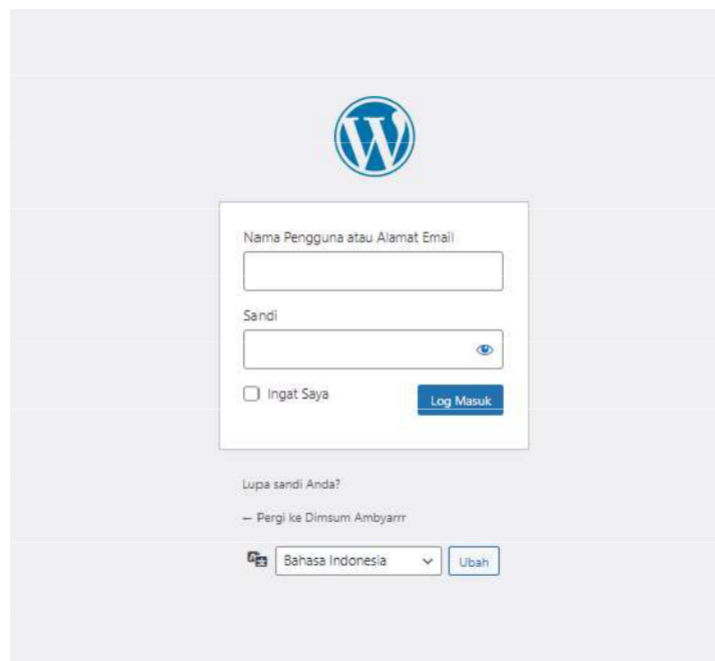 Nama Pengguna atau Alamat Email
Sandi
Ingat Saya
Log Masuk
Lupa sandi Anda?
← Pergi ke Dimsum Ambyarrr
Bahasa Indonesia
Ubah